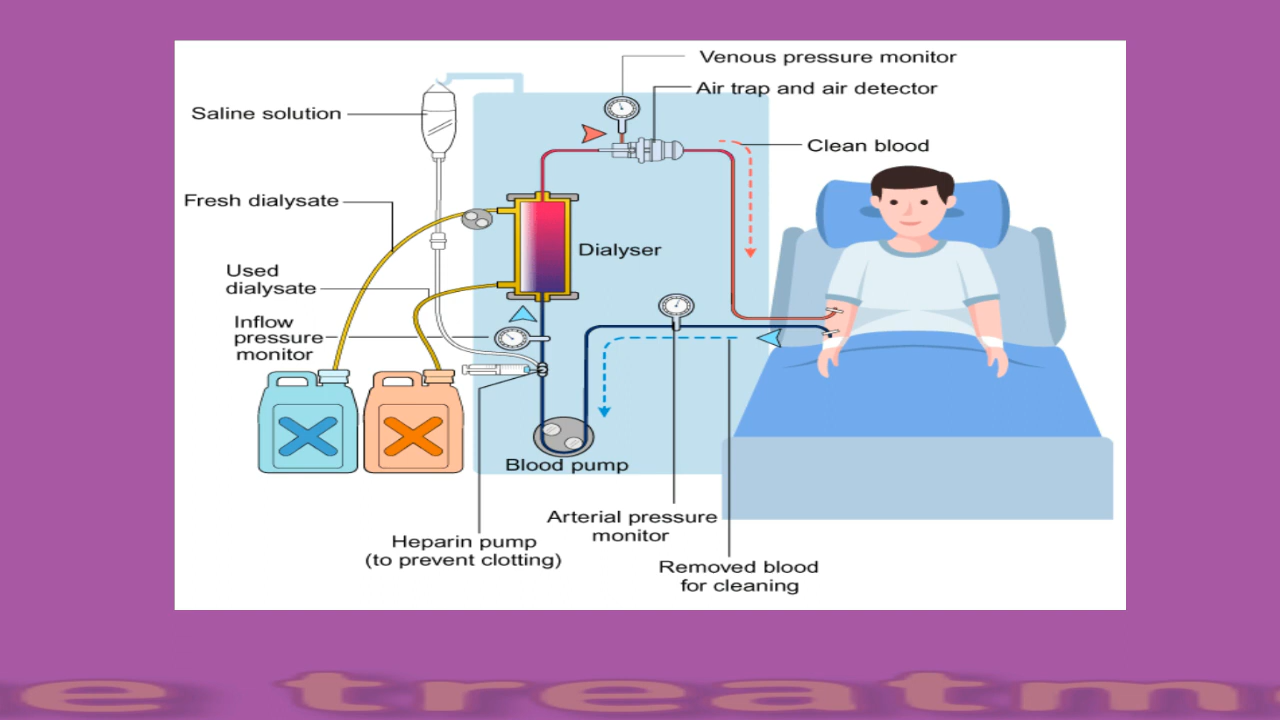 Venous pressure monitor
Air trap and air detector
Saline solution
Clean blood
Fresh dialysate
Dialyser
Used
dialysate
Inflow
pressure
monitor
Blood pump
Arterial pressure
monitor
Heparin pump
(to prevent clotting)
Removed blood
for cleaning
e treatm